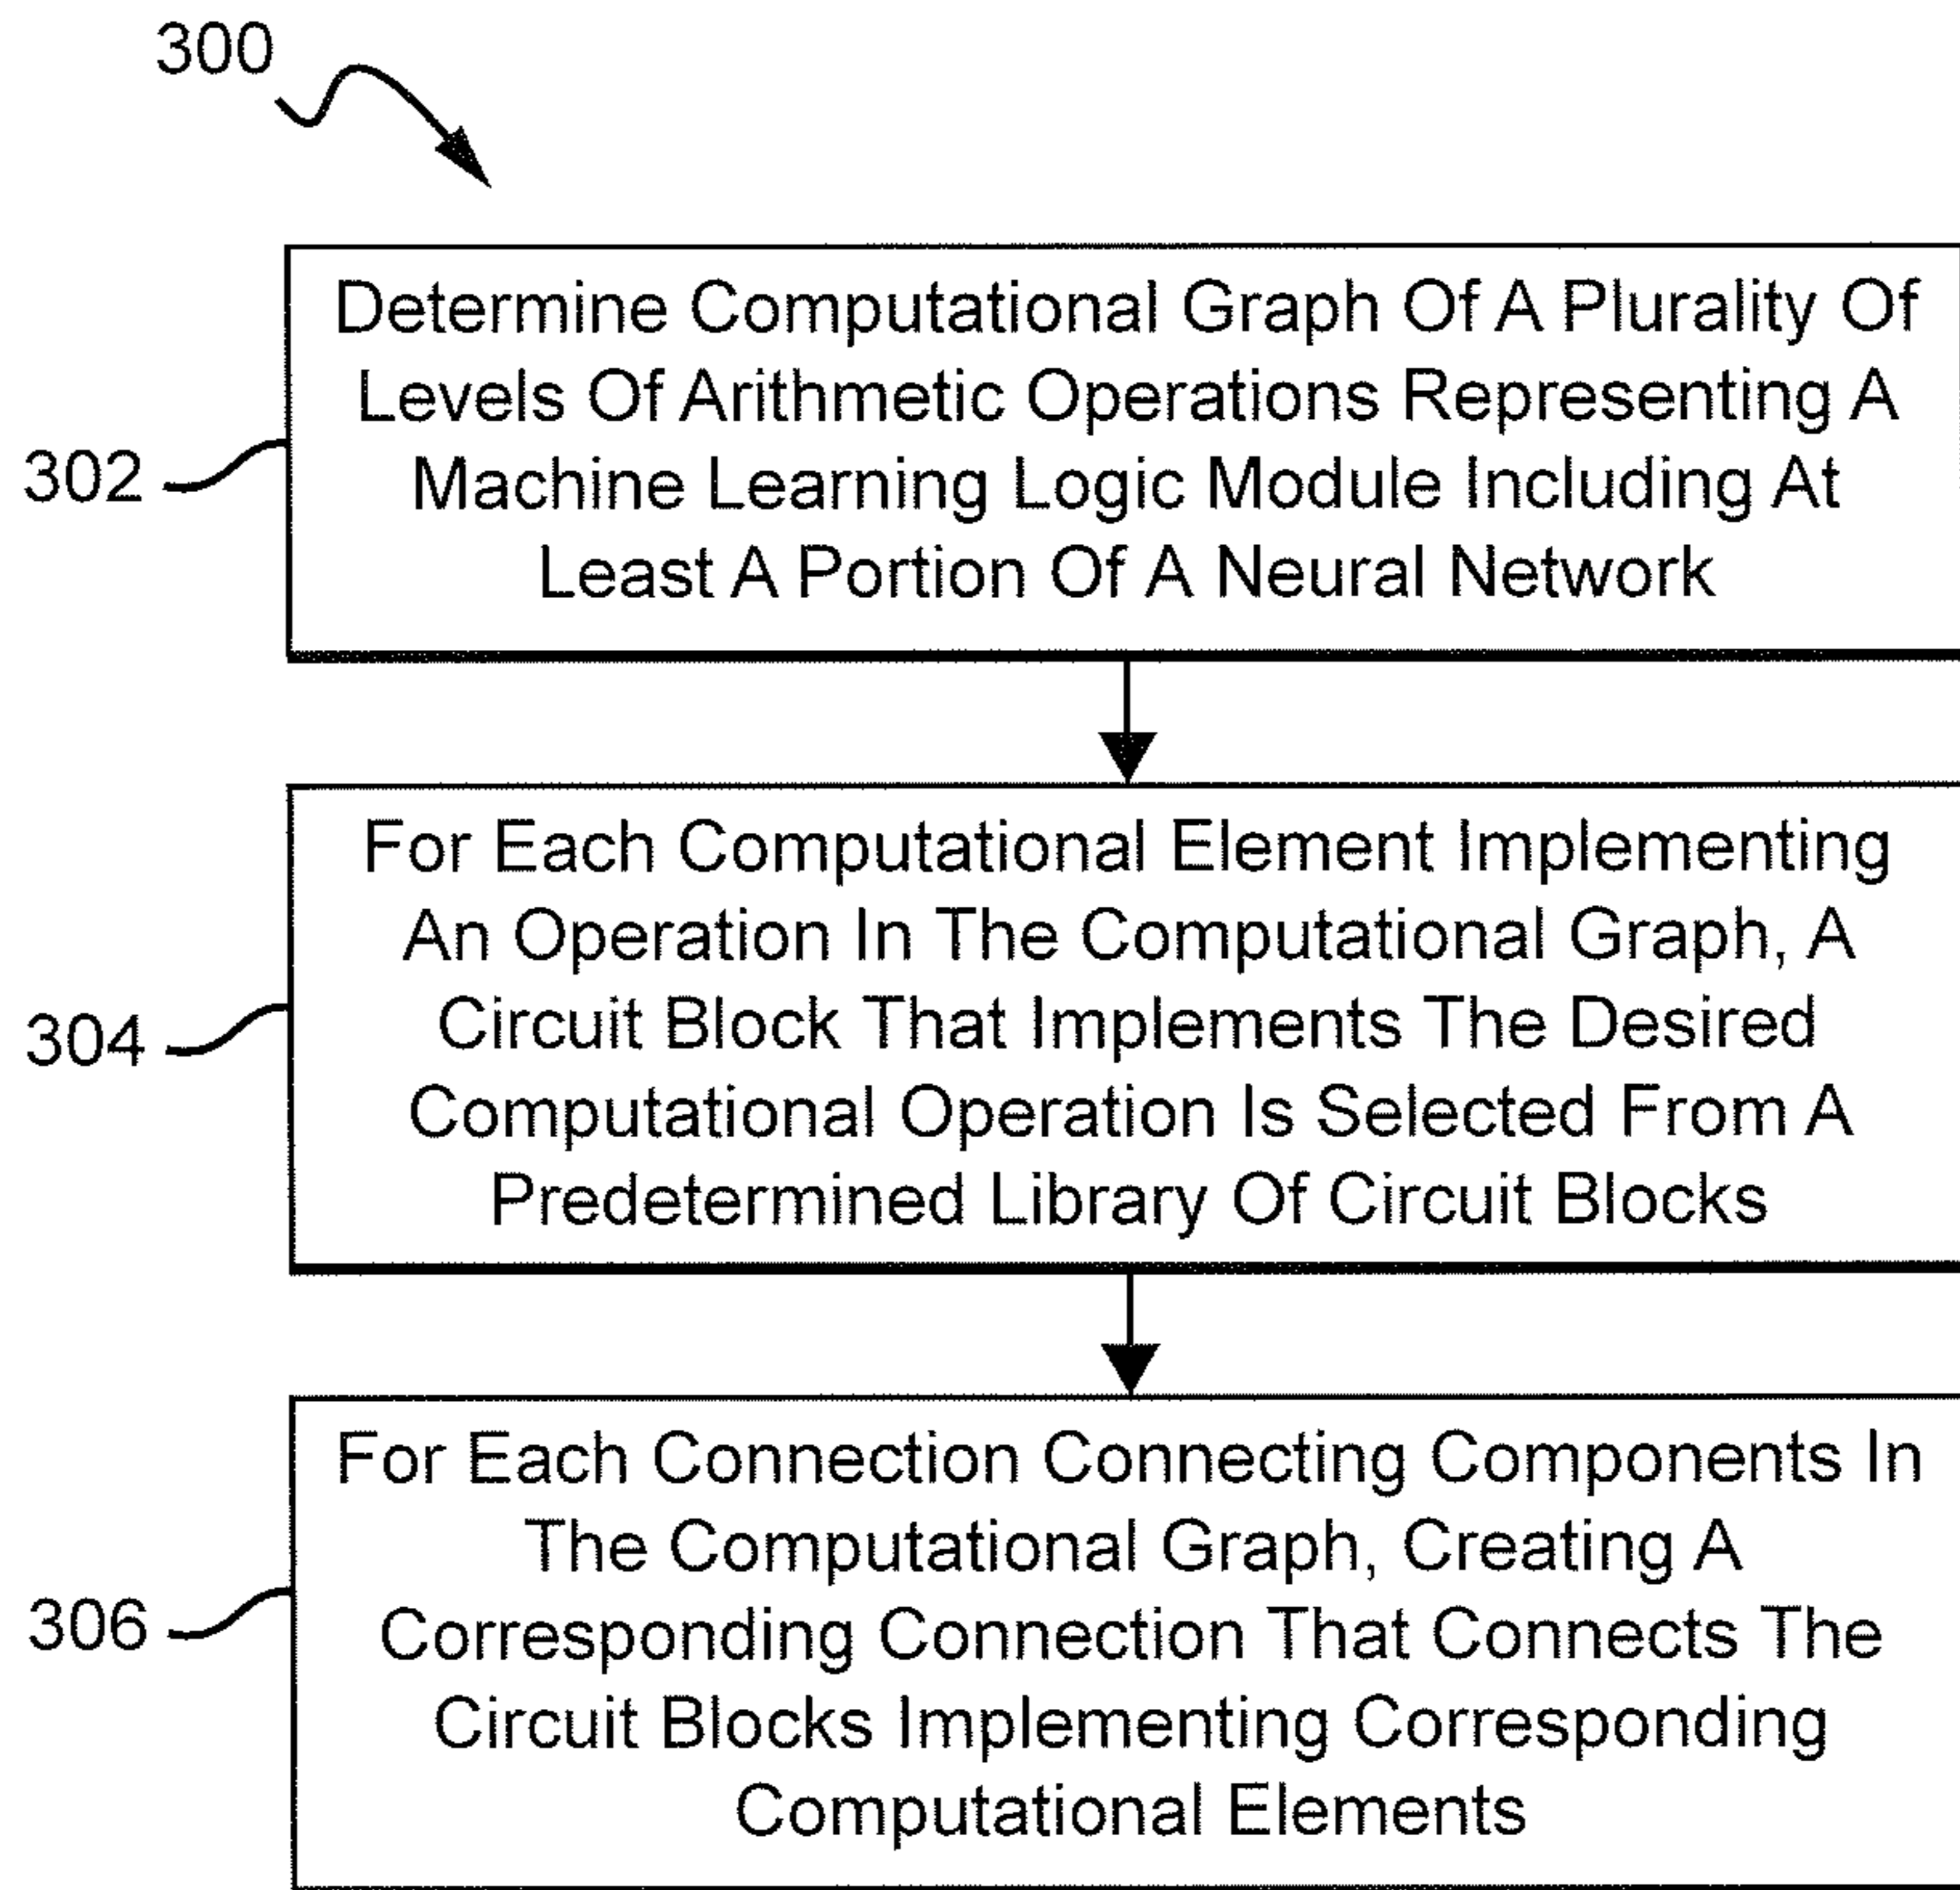 300
Determine Computational Graph Of A Plurality Of
Levels Of Arithmetic Operations Representing A
Machine Learning Logic Module Including At
Least A Portion Of A Neural Network
302
For Each Computational Element Implementing
An Operation In The Computational Graph, A
Circuit Block That Implements The Desired
Computational Operation Is Selected From A
Predetermined Library Of Circuit Blocks
304
For Each Connection Connecting Components In
The Computational Graph, Creating A
Corresponding Connection That Connects The
Circuit Blocks Implementing Corresponding
Computational Elements
306